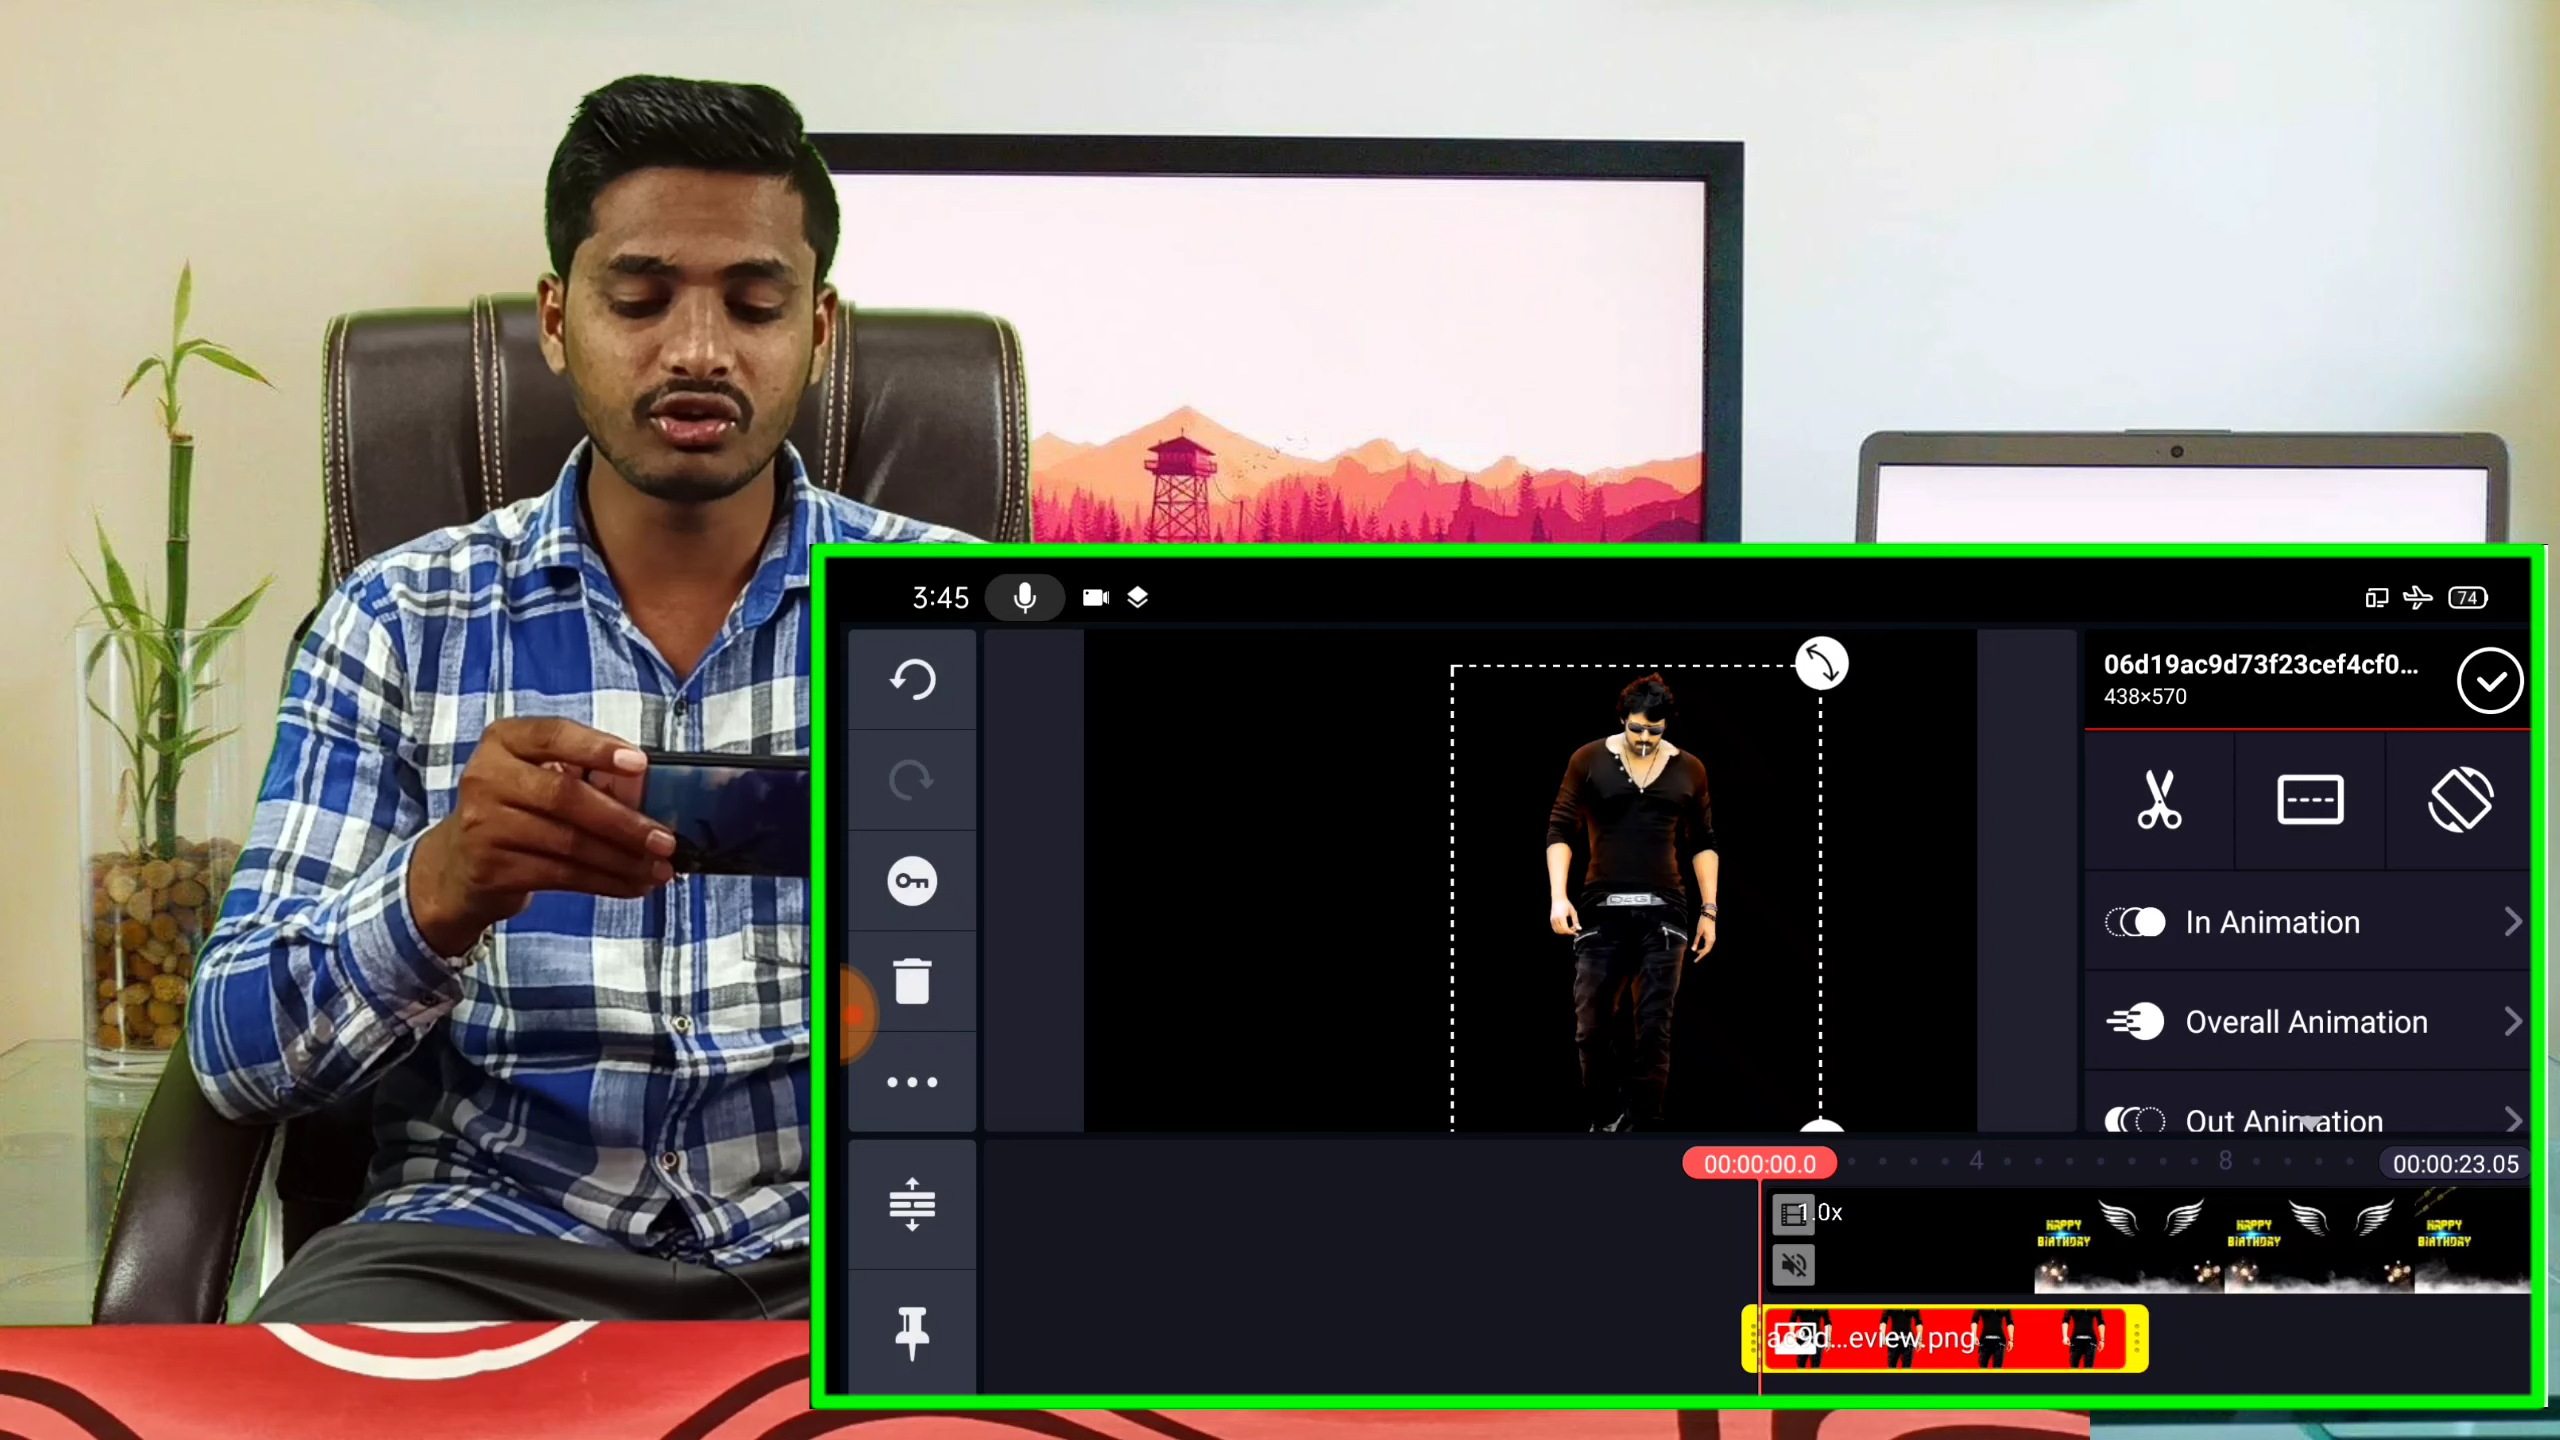 3:45
74
06d19ac9d73f23cef4cf0...
438×570
D&G
In Animation
Overall Animation
Out Animation
00:00:00.0
4
8
00:00:23.05
1.0x
HAPPY
BIRTHDAY
HAPPY
BIRTHDAY
HAPPY
BIRTHDAY
ac9d...eview.png